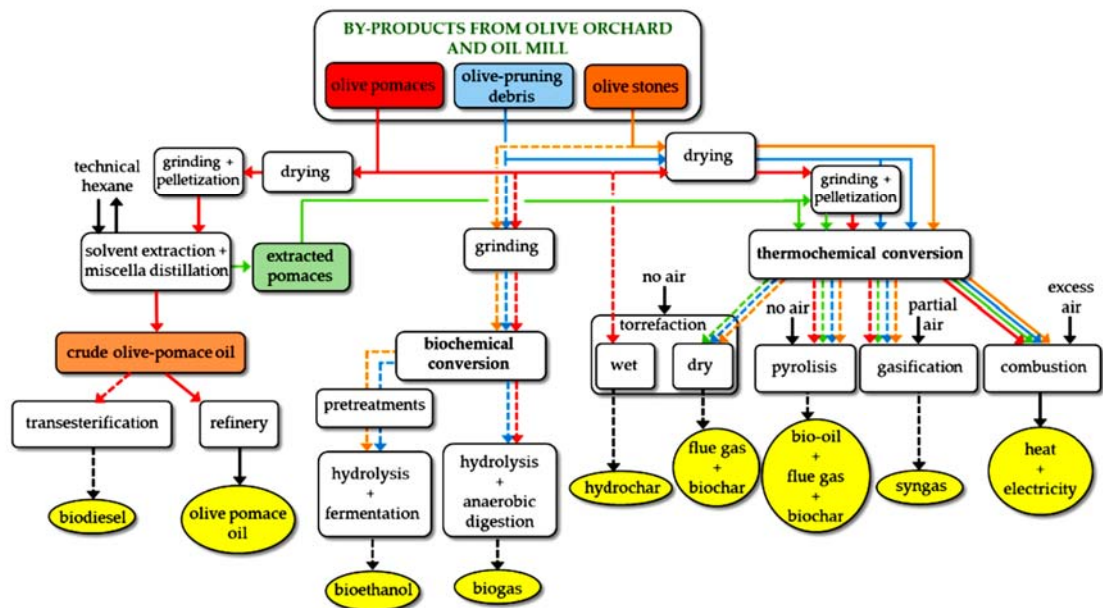 BY-PRODUCTS FROM OLIVE ORCHARD
AND OIL MILL
olive pomaces
olive-pruning
debris
olive stones
technical
hexane
grinding +
pelletization
drying
drying
grinding +
pelletization
solvent extraction +
miscella distillation
extracted
pomaces
grinding
thermochemical conversion
no air
no air
partial
air
excess
air
crude olive-pomace oil
biochemical
conversion
torrefaction
wet
dry
pyrolisis
gasification
combustion
transesterification
refinery
pretreatments
hydrolysis
+
fermentation
hydrolysis
+
anaerobic
digestion
biodiesel
olive pomace
oil
hydrochar
flue gas
+
biochar
bio-oil
+
flue gas
+
biochar
syngas
heat
+
electricity
bioethanol
biogas